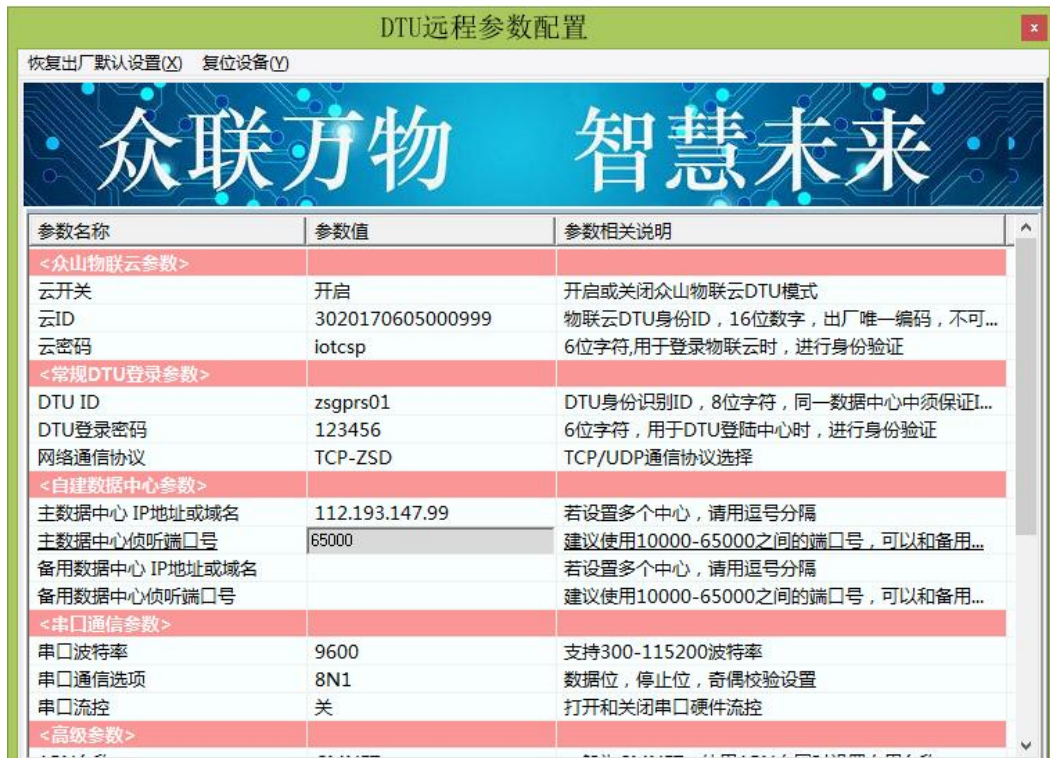 DTU远程参数配置
x
恢复出厂默认设置(X) 复位设备(Y)
众联万物 智慧未来
参数名称 参数值 参数相关说明
<众山物联云参数>
云开关 开启 开启或关闭众山物联云DTU模式
云ID 3020170605000999 物联云DTU身份ID，16位数字，出厂唯一编码，不可...
云密码 iotcsp 6位字符,用于登录物联云时，进行身份验证
<常规DTU登录参数>
DTU ID zsgprs01 DTU身份识别ID，8位字符，同一数据中心中须保证I...
DTU登录密码 123456 6位字符，用于DTU登陆中心时，进行身份验证
网络通信协议 TCP-ZSD TCP/UDP通信协议选择
<自建数据中心参数>
主数据中心 IP地址或域名 112.193.147.99 若设置多个中心，请用逗号分隔
主数据中心侦听端口号 65000 建议使用10000-65000之间的端口号，可以和备用...
备用数据中心 IP地址或域名 若设置多个中心，请用逗号分隔
备用数据中心侦听端口号 建议使用10000-65000之间的端口号，可以和备用...
<串口通信参数>
串口波特率 9600 支持300-115200波特率
串口通信选项 8N1 数据位，停止位，奇偶校验设置
串口流控 关 打开和关闭串口硬件流控
<高级参数>